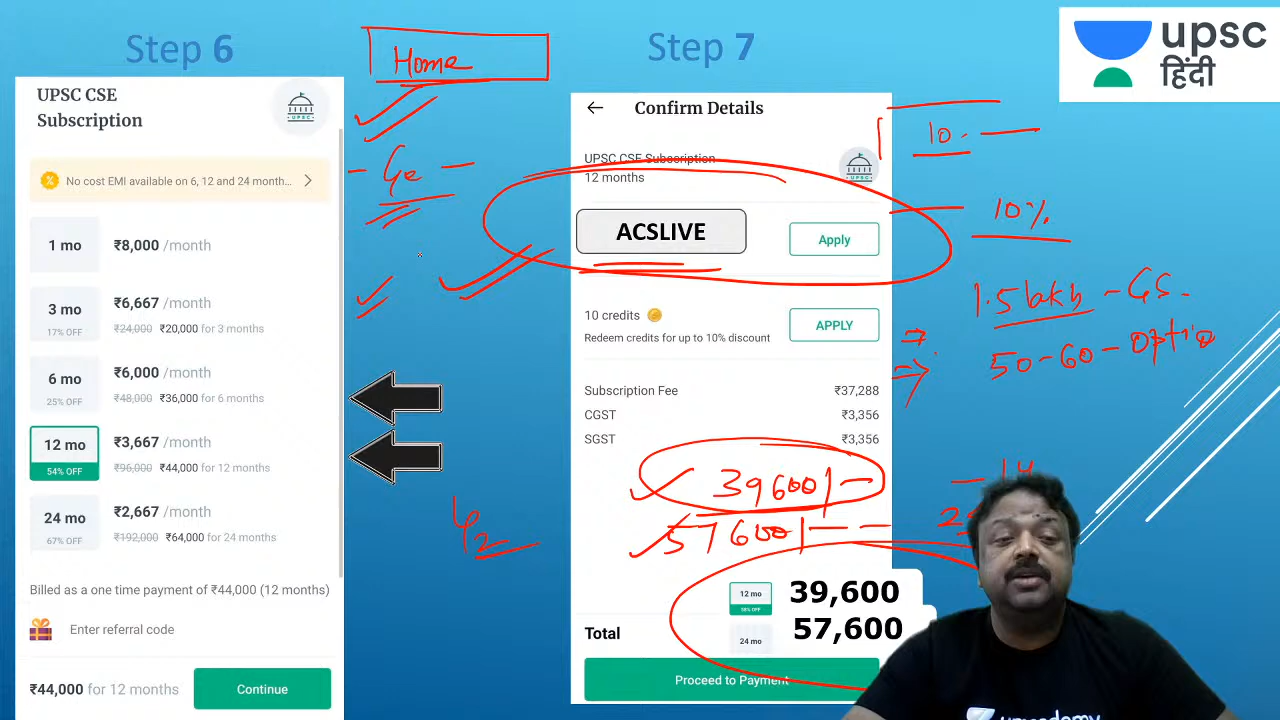 Step 6
UPSC CSE
Subscription
UPSC
No cost EMI available on 6, 12 and 24 month...
1 mo
₹8,000 /month
3 mo
17% OFF
₹6,667 /month
₹24,000 ₹20,000 for 3 months
6 mo
25% OFF
₹6,000 /month
₹48,000 ₹36,000 for 6 months
12 mo
54% OFF
₹3,667 /month
₹96,000 ₹44,000 for 12 months
24 mo
67% OFF
₹2,667 /month
₹192,000 ₹64,000 for 24 months
Billed as a one time payment of ₹44,000 (12 months)
Enter referral code
₹44,000 for 12 months
Continue
Home
Step 7
Confirm Details
UPSC CSE Subscription
12 months
UPSC
ACSLIVE
Apply
10 credits
Redeem credits for up to 10% discount
APPLY
Subscription Fee ₹37,288
CGST ₹3,356
SGST ₹3,356
39600/-
57600/-
12 mo
39,600
24 mo
57,600
Total
Proceed to Payment
upsc
हिंदी
10
10%
1.5 lakh - GS -
50-60-optio